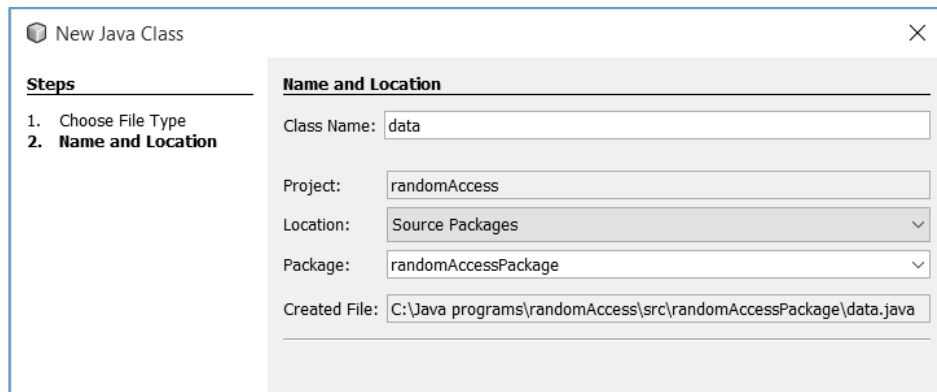 New Java Class
Steps
1. Choose File Type
2. Name and Location
Name and Location
Class Name: data
Project: randomAccess
Location: Source Packages
Package: randomAccessPackage
Created File: C:\Java programs\randomAccess\src\randomAccessPackage\data.java